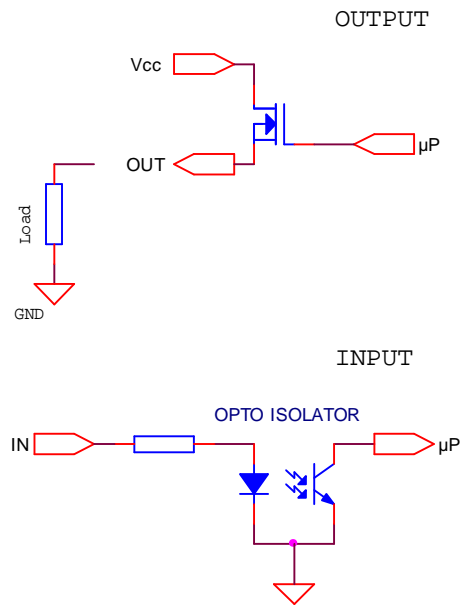 OUTPUT
Vcc
OUT
µP
Load
GND
INPUT
OPTO ISOLATOR
IN
µP